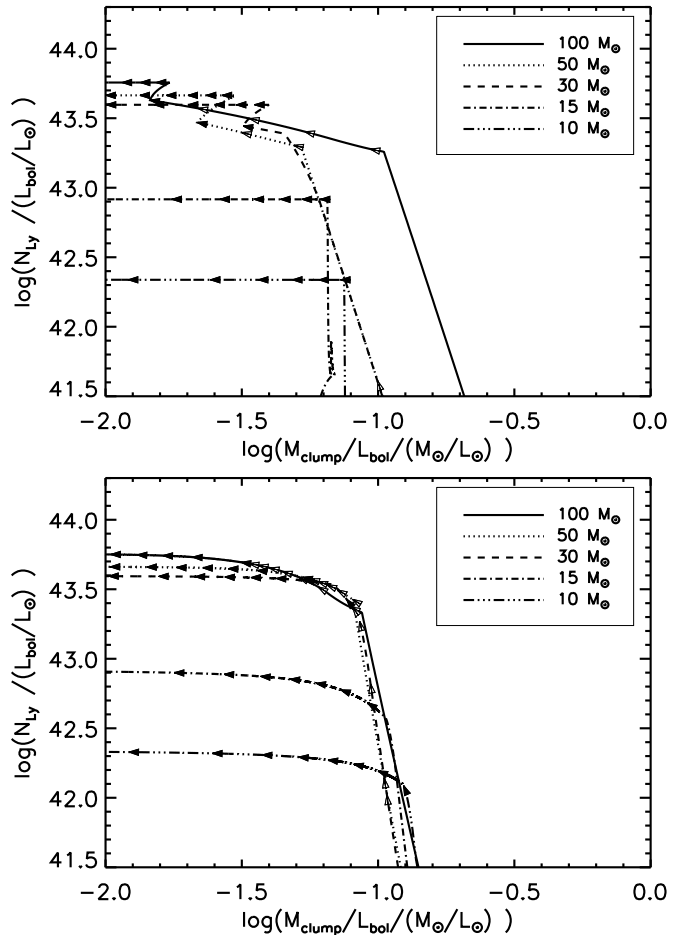 44.0
43.5
43.0
42.5
42.0
41.5
log(N_Ly /(L_bol/L_⊙) )
100 M_⊙
50 M_⊙
30 M_⊙
15 M_⊙
10 M_⊙
-2.0 -1.5 -1.0 -0.5 0.0
log(M_clump/L_bol/(M_⊙/L_⊙) )
44.0
43.5
43.0
42.5
42.0
41.5
log(N_Ly /(L_bol/L_⊙) )
100 M_⊙
50 M_⊙
30 M_⊙
15 M_⊙
10 M_⊙
-2.0 -1.5 -1.0 -0.5 0.0
log(M_clump/L_bol/(M_⊙/L_⊙) )